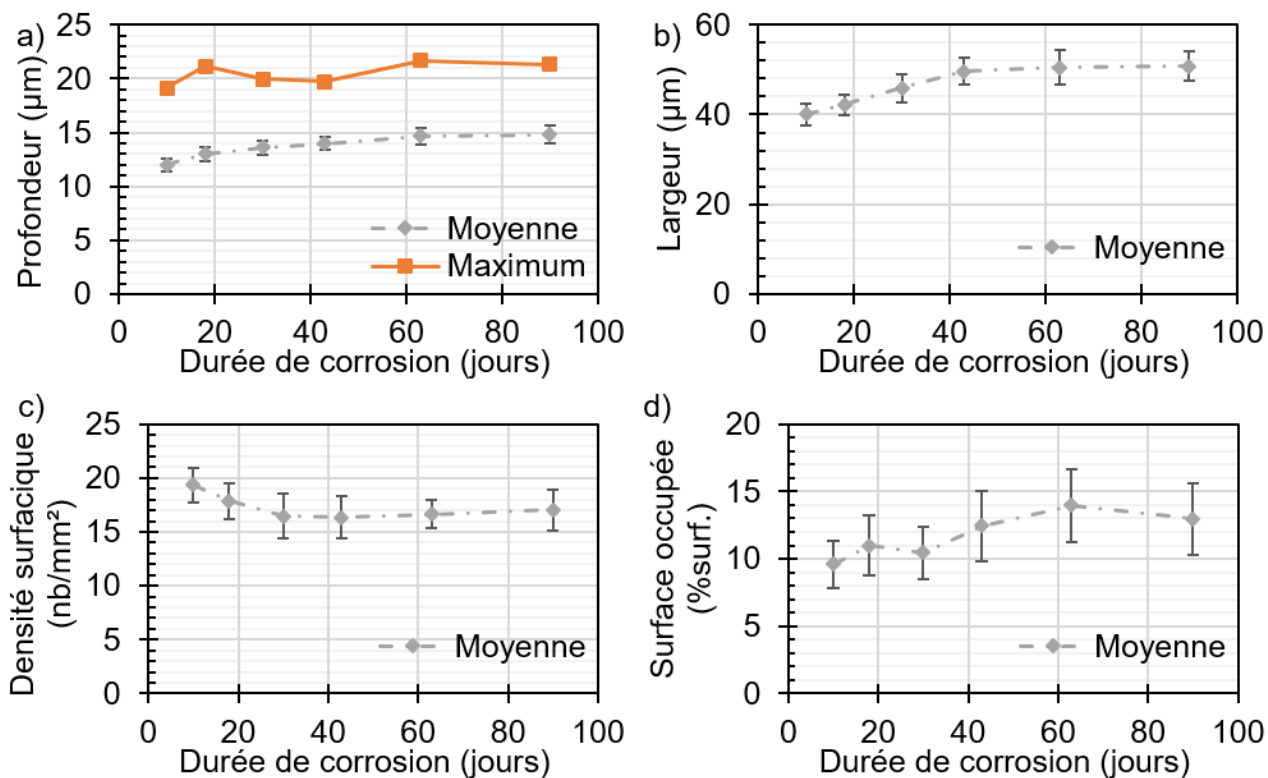 a)
Profondeur (µm)
25
20
15
10
5
0
Moyenne
Maximum
0 20 40 60 80 100
Durée de corrosion (jours)
b)
Largeur (µm)
60
40
20
0
Moyenne
0 20 40 60 80 100
Durée de corrosion (jours)
c)
Densité surfacique
(nb/mm²)
25
20
15
10
5
0
Moyenne
0 20 40 60 80 100
Durée de corrosion (jours)
d)
Surface occupée
(%surf.)
20
15
10
5
0
Moyenne
0 20 40 60 80 100
Durée de corrosion (jours)